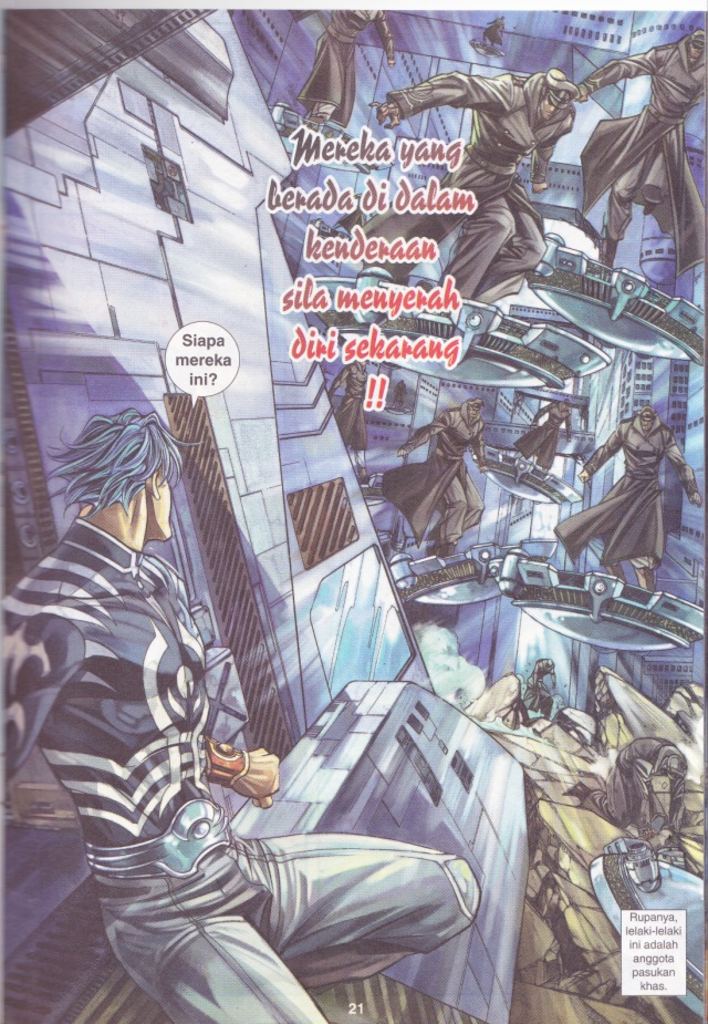 Mereka yang
berada di dalam
kenderaan
sila menyerah
diri sekarang
!!
Siapa
mereka
ini?
Rupanya,
lelaki-lelaki
ini adalah
anggota
pasukan
khas.
21